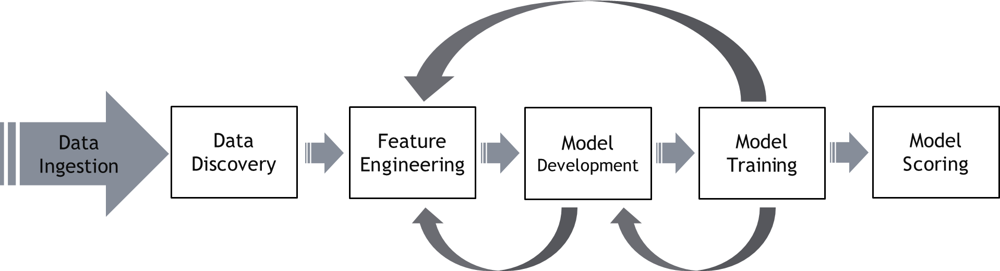 Data
Ingestion
Data
Discovery
Feature
Engineering
Model
Development
Model
Training
Model
Scoring